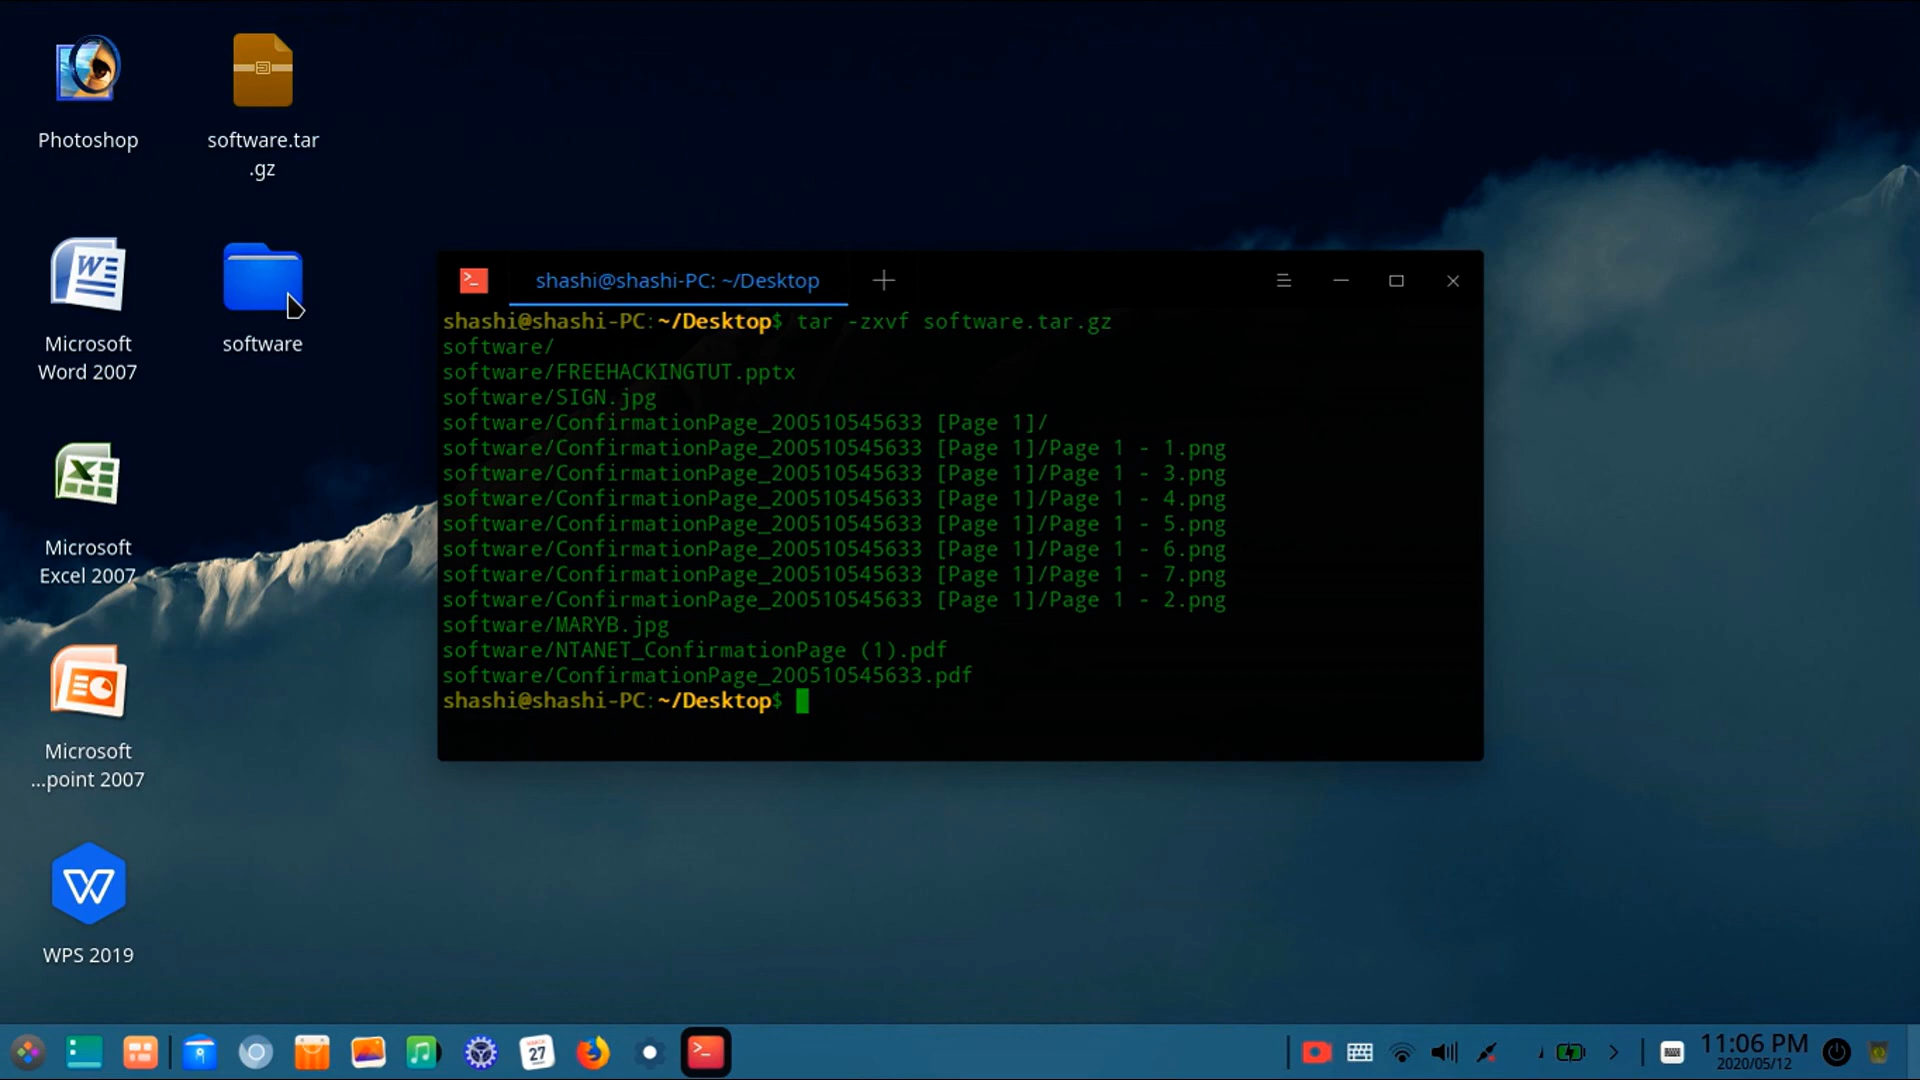 Photoshop
software.tar
.gz
Microsoft
Word 2007
software
Microsoft
Excel 2007
Microsoft
...point 2007
WPS 2019
shashi@shashi-PC: ~/Desktop
shashi@shashi-PC:~/Desktop$ tar -zxvf software.tar.gz
software/
software/FREEHACKINGTUT.pptx
software/SIGN.jpg
software/ConfirmationPage_200510545633 [Page 1]/
software/ConfirmationPage_200510545633 [Page 1]/Page 1 - 1.png
software/ConfirmationPage_200510545633 [Page 1]/Page 1 - 3.png
software/ConfirmationPage_200510545633 [Page 1]/Page 1 - 4.png
software/ConfirmationPage_200510545633 [Page 1]/Page 1 - 5.png
software/ConfirmationPage_200510545633 [Page 1]/Page 1 - 6.png
software/ConfirmationPage_200510545633 [Page 1]/Page 1 - 7.png
software/ConfirmationPage_200510545633 [Page 1]/Page 1 - 2.png
software/MARYB.jpg
software/NTANET_ConfirmationPage (1).pdf
software/ConfirmationPage_200510545633.pdf
shashi@shashi-PC:~/Desktop$
MARCH
27
11:06 PM
2020/05/12